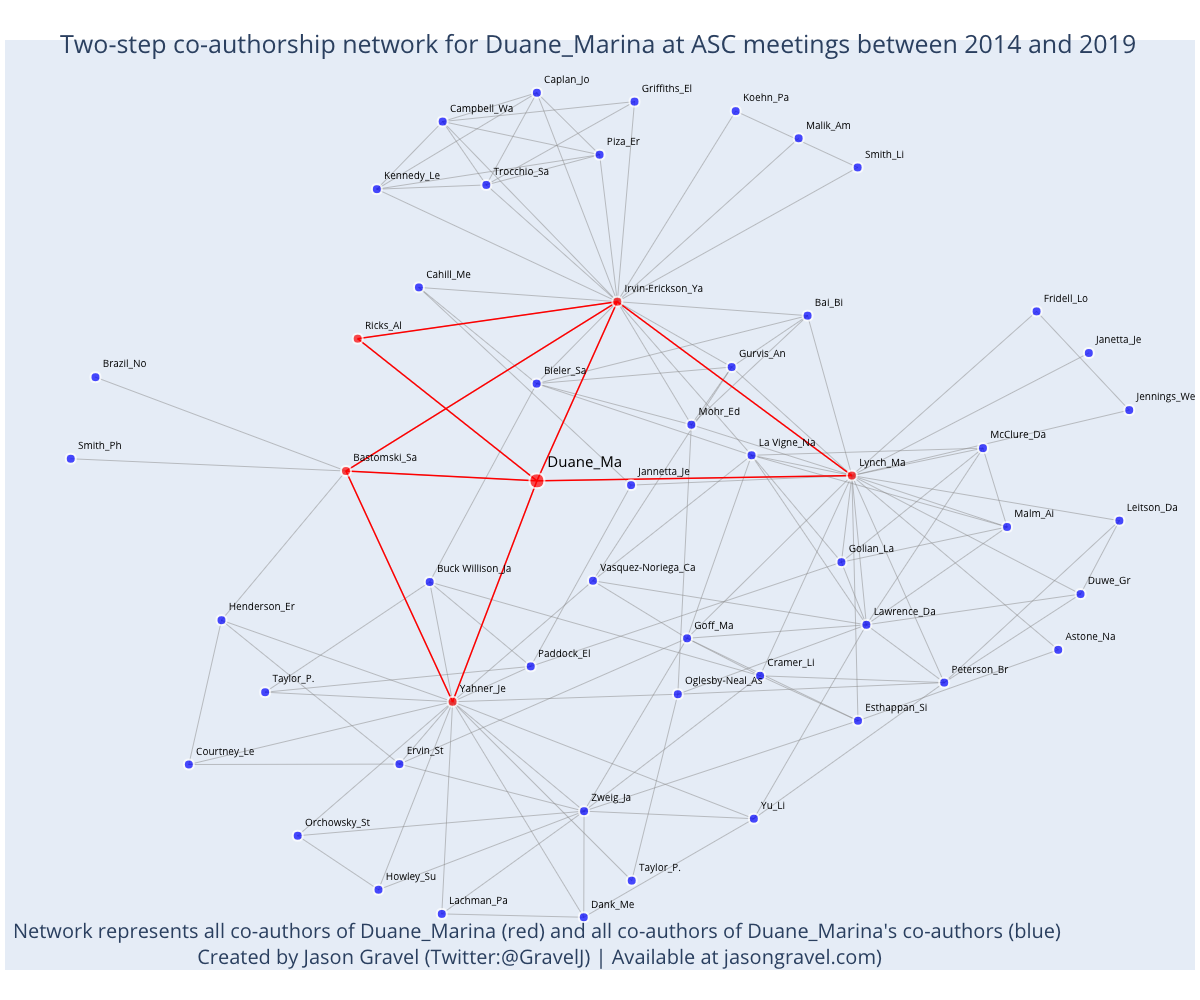 Two-step co-authorship network for Duane_Marina at ASC meetings between 2014 and 2019
Caplan_Jo
Griffiths_El
Koehn_Pa
Campbell_Wa
Malik_Am
Piza_Er
Smith_Li
Kennedy_Le
Trocchio_Sa
Cahill_Me
Irvin-Erickson_Ya
Bai_Bi
Fridell_Lo
Ricks_Al
Janetta_Je
Gurvis_An
Brazil_No
Bieler_Sa
Jennings_We
Mohr_Ed
McClure_Da
La Vigne_Na
Smith_Ph
Bastomski_Sa
Duane_Ma
Lynch_Ma
Jannetta_Je
Leitson_Da
Malm_Al
Golian_La
Buck Willison_Ja
Vasquez-Noriega_Ca
Duwe_Gr
Henderson_Er
Lawrence_Da
Goff_Ma
Astone_Na
Paddock_El
Cramer_Li
Peterson_Br
Taylor_P.
Oglesby-Neal_As
Yahner_Je
Esthappan_Si
Courtney_Le
Ervin_St
Zweig_Ja
Yu_Li
Orchowsky_St
Taylor_P.
Howley_Su
Lachman_Pa
Dank_Me
Network represents all co-authors of Duane_Marina (red) and all co-authors of Duane_Marina's co-authors (blue)
Created by Jason Gravel (Twitter:@GravelJ) | Available at jasongravel.com)